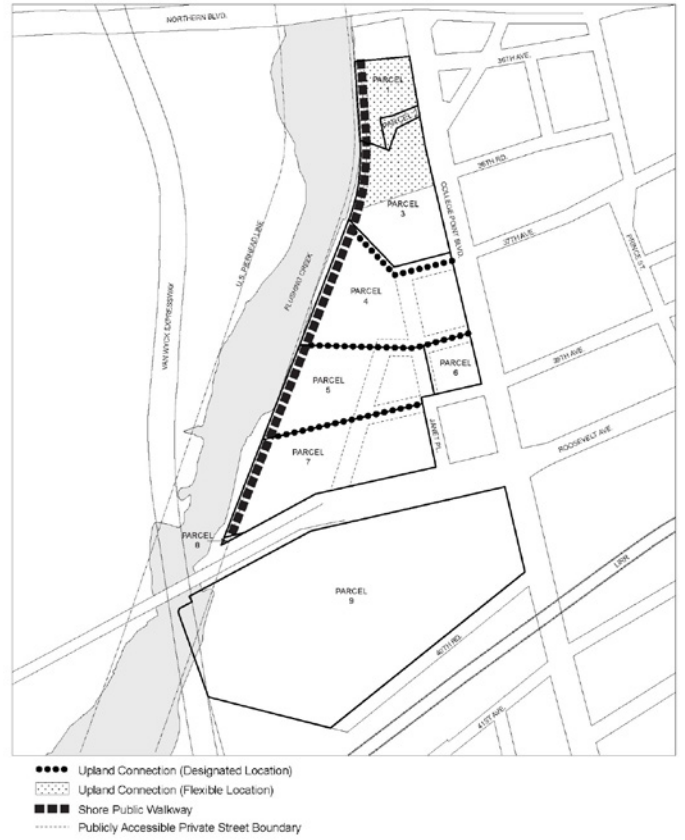 NORTHERN BLVD.
36TH AVE.
PARCEL
1
PARCEL 2
36TH RD.
PARCEL
3
COLLEGE POINT BLVD.
37TH AVE.
PRINCE ST.
U.S. PIERHEAD LINE
FLUSHING CREEK
VAN WYCK EXPRESSWAY
PARCEL
4
PARCEL
5
PARCEL
6
39TH AVE.
JANET PL.
ROOSEVELT AVE.
PARCEL
7
PARCEL
8
PARCEL
9
LIRR
40TH RD.
41ST AVE.
Upland Connection (Designated Location)
Upland Connection (Flexible Location)
Shore Public Walkway
Publicly Accessible Private Street Boundary